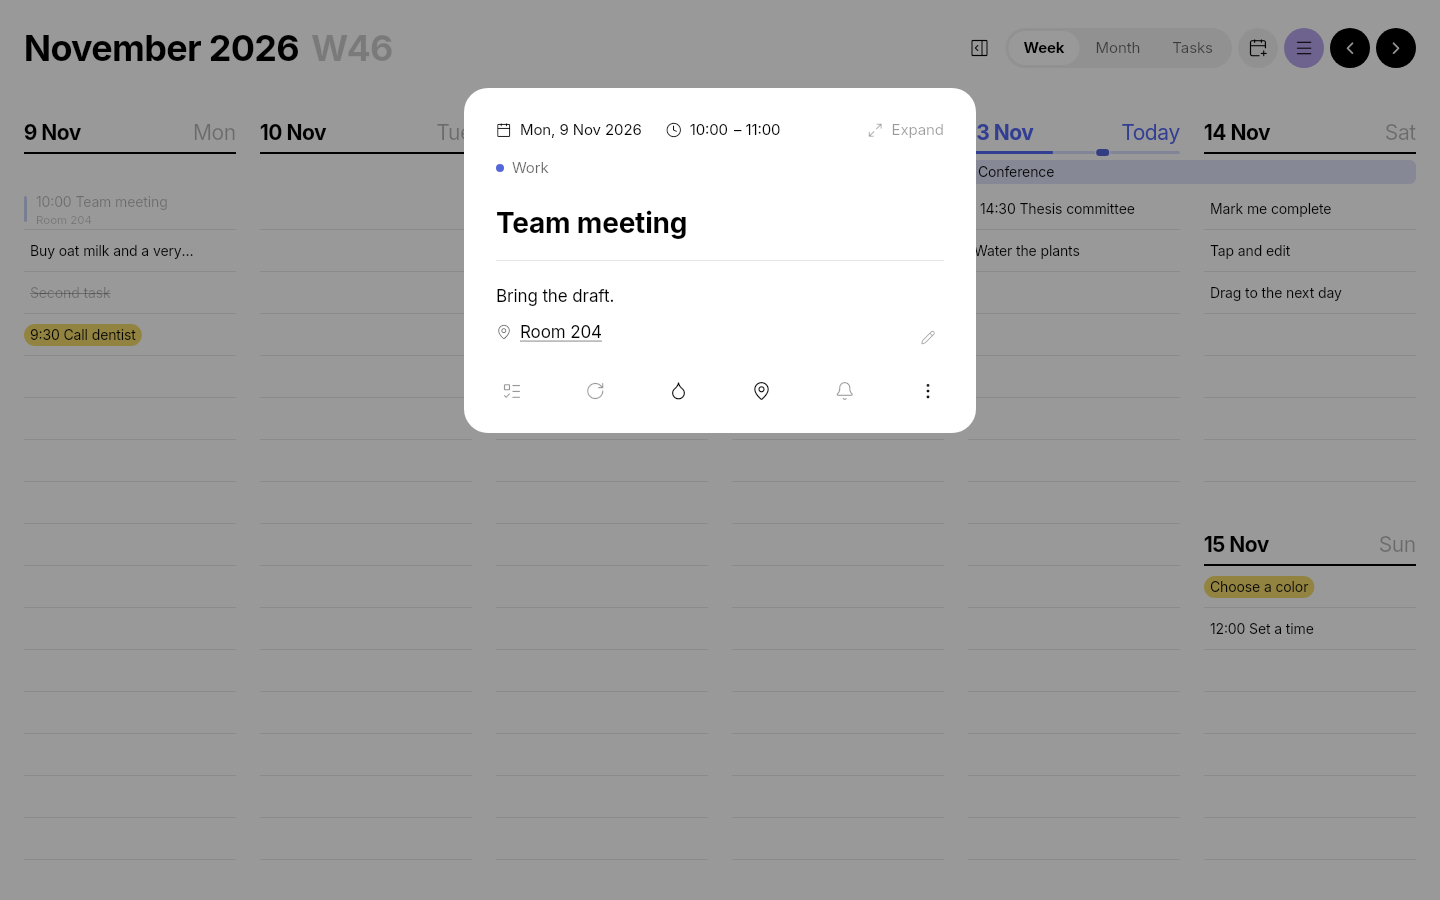 November 2026 W46
Week Month Tasks
9 Nov Mon
10:00 Team meeting
Room 204
Buy oat milk and a very...
Second task
9:30 Call dentist
10 Nov Tue
Mon, 9 Nov 2026 10:00 – 11:00 Expand
Work
Team meeting
Bring the draft.
Room 204
3 Nov Today
Conference
14:30 Thesis committee
Water the plants
14 Nov Sat
Mark me complete
Tap and edit
Drag to the next day
15 Nov Sun
Choose a color
12:00 Set a time